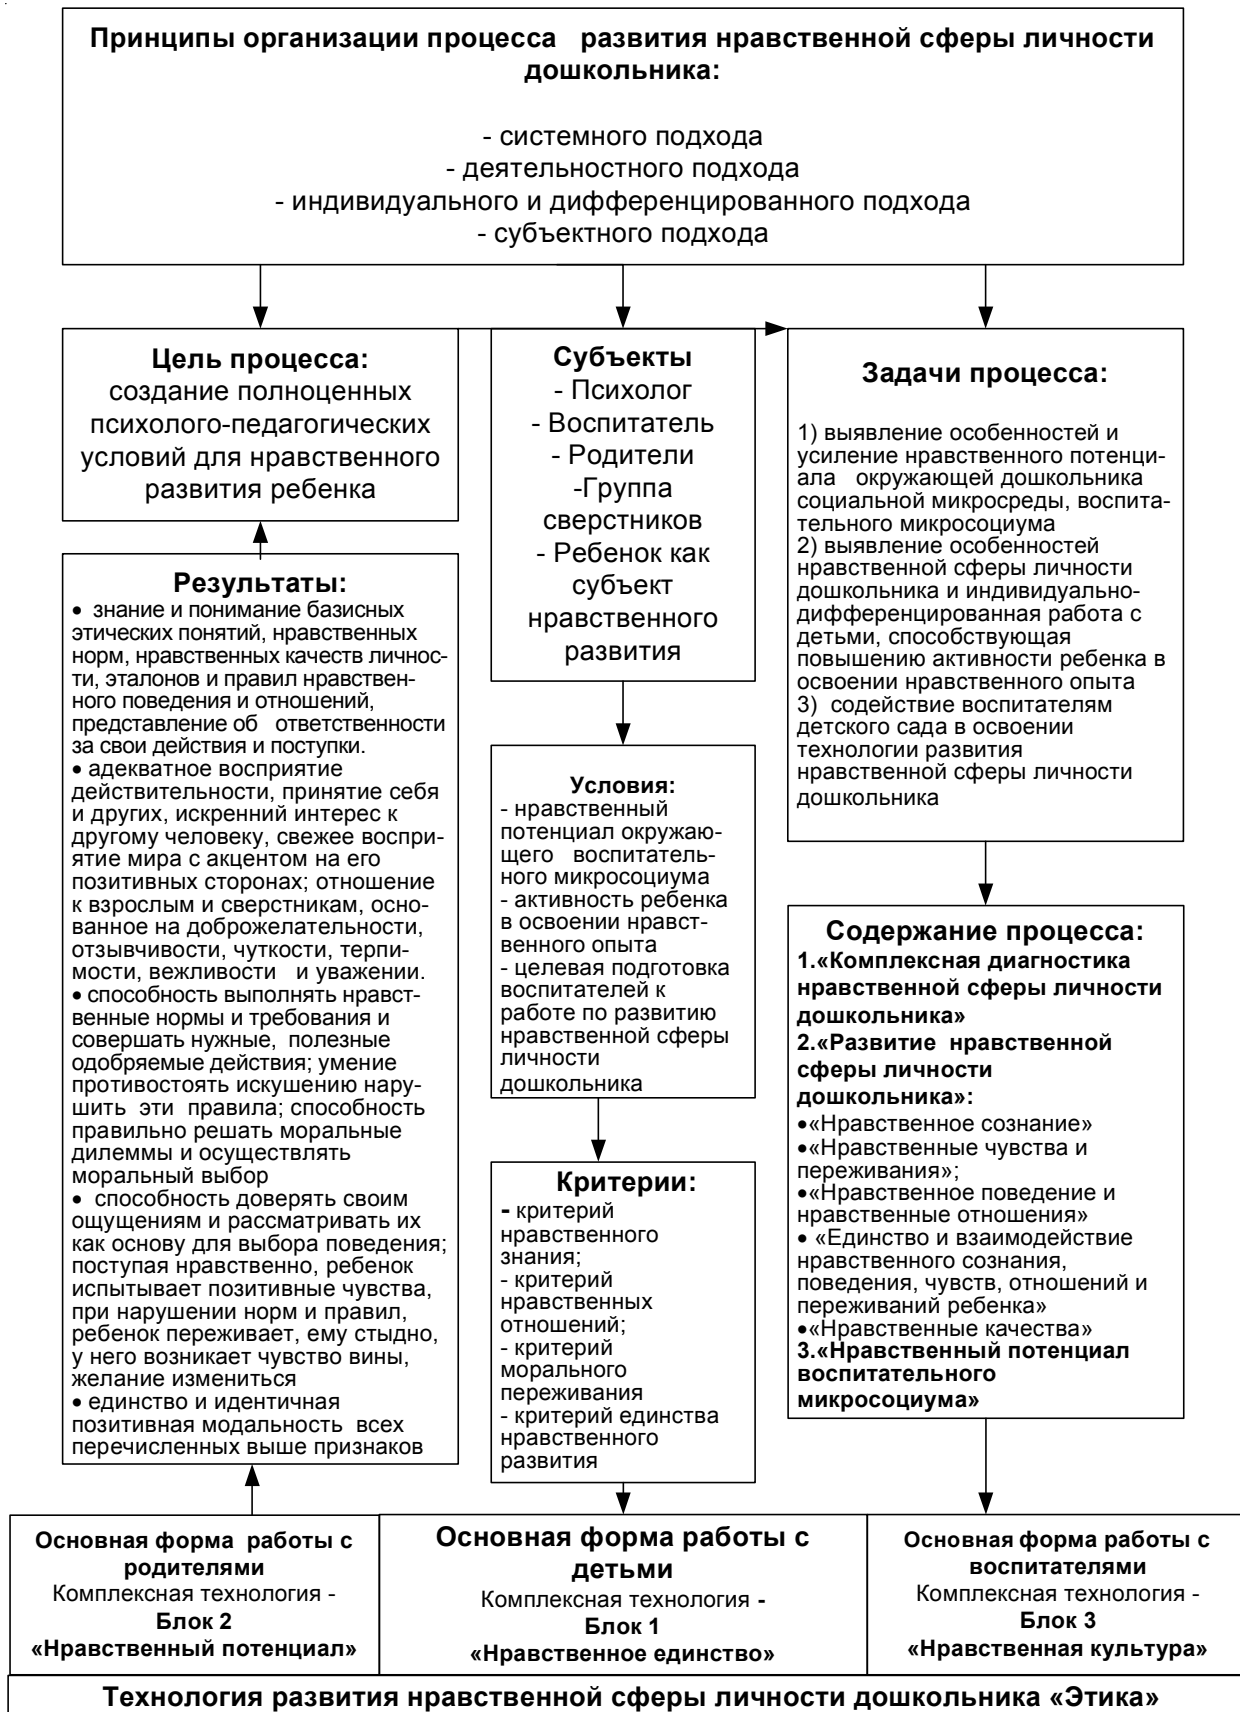 Принципы организации процесса развития нравственной сферы личности
дошкольника:
- системного подхода
- деятельностного подхода
- индивидуального и дифференцированного подхода
- субъектного подхода
Цель процесса:
создание полноценных
психолого-педагогических
условий для нравственного
развития ребенка
Субъекты
- Психолог
- Воспитатель
- Родители
-Группа
сверстников
- Ребенок как
субъект
нравственного
развития
Задачи процесса:
1) выявление особенностей и
усиление нравственного потенци-
ала окружающей дошкольника
социальной микросреды, воспита-
тельного микросоциума
2) выявление особенностей
нравственной сферы личности
дошкольника и индивидуально-
дифференцированная работа с
детьми, способствующая
повышению активности ребенка в
освоении нравственного опыта
3) содействие воспитателям
детского сада в освоении
технологии развития
нравственной сферы личности
дошкольника
Результаты:
• знание и понимание базисных
этических понятий, нравственных
норм, нравственных качеств личнос-
ти, эталонов и правил нравствен-
ного поведения и отношений,
представление об ответственности
за свои действия и поступки.
• адекватное восприятие
действительности, принятие себя
и других, искренний интерес к
другому человеку, свежее воспри-
ятие мира с акцентом на его
позитивных сторонах; отношение
к взрослым и сверстникам, осно-
ванное на доброжелательности,
отзывчивости, чуткости, терпи-
мости, вежливости и уважении.
• способность выполнять нравст-
венные нормы и требования и
совершать нужные, полезные
одобряемые действия; умение
противостоять искушению нару-
шить эти правила; способность
правильно решать моральные
дилеммы и осуществлять
моральный выбор
• способность доверять своим
ощущениям и рассматривать их
как основу для выбора поведения;
поступая нравственно, ребенок
испытывает позитивные чувства,
при нарушении норм и правил,
ребенок переживает, ему стыдно,
у него возникает чувство вины,
желание измениться
• единство и идентичная
позитивная модальность всех
перечисленных выше признаков
Условия:
- нравственный
потенциал окружаю-
щего воспитатель-
ного микросоциума
- активность ребенка
в освоении нравст-
венного опыта
- целевая подготовка
воспитателей к
работе по развитию
нравственной сферы
личности
дошкольника
Содержание процесса:
1.«Комплексная диагностика
нравственной сферы личности
дошкольника»
2.«Развитие нравственной
сферы личности
дошкольника»:
•«Нравственное сознание»
•«Нравственные чувства и
переживания»;
•«Нравственное поведение и
нравственные отношения»
• «Единство и взаимодействие
нравственного сознания,
поведения, чувств, отношений и
переживаний ребенка»
•«Нравственные качества»
3.«Нравственный потенциал
воспитательного
микросоциума»
Критерии:
- критерий
нравственного
знания;
- критерий
нравственных
отношений;
- критерий
морального
переживания
- критерий единства
нравственного
развития
Основная форма работы с
родителями
Комплексная технология -
Блок 2
«Нравственный потенциал»
Основная форма работы с
детьми
Комплексная технология -
Блок 1
«Нравственное единство»
Основная форма работы с
воспитателями
Комплексная технология -
Блок 3
«Нравственная культура»
Технология развития нравственной сферы личности дошкольника «Этика»